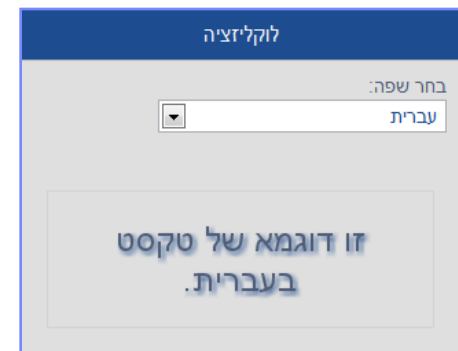 לוקליזציה
בחר שפה:
עברית
זו דוגמא של טקסט
בעברית.